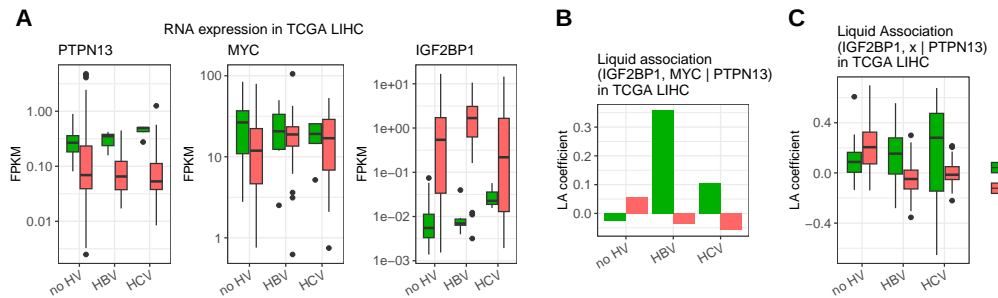 A
RNA expression in TCGA LIHC
PTPN13
MYC
IGF2BP1
FPKM
1.00
0.10
0.01
no HV
HBV
HCV
FPKM
100
10
1
no HV
HBV
HCV
FPKM
1e+01
1e+00
1e−01
1e−02
1e−03
no HV
HBV
HCV
B
Liquid association
(IGF2BP1, MYC | PTPN13)
in TCGA LIHC
LA coefficient
0.3
0.2
0.1
0.0
no HV
HBV
HCV
C
Liquid Association
(IGF2BP1, x | PTPN13)
in TCGA LIHC
LA coefficient
0.4
0.0
−0.4
no HV
HBV
HCV